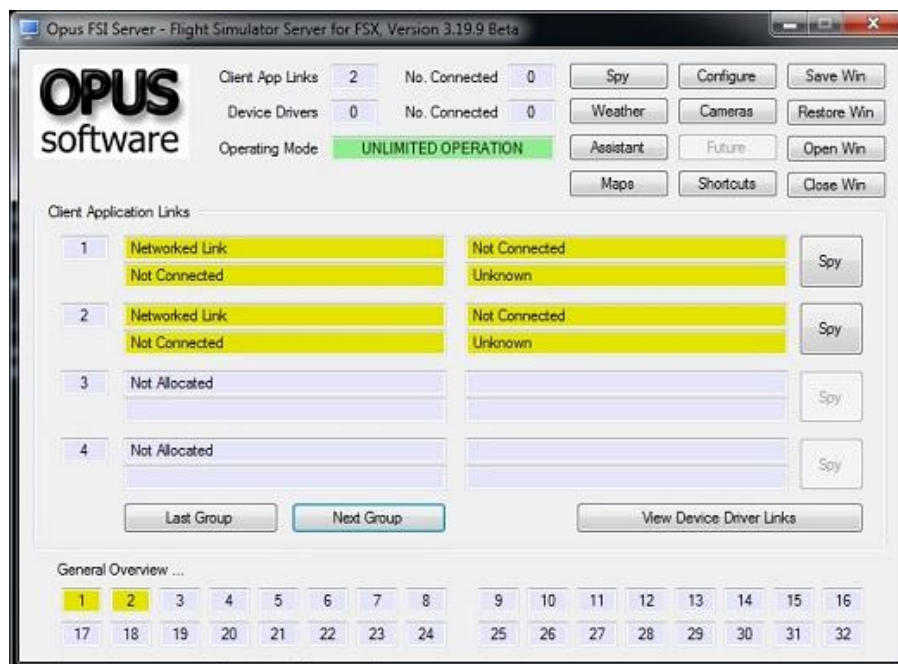 Opus FSI Server - Flight Simulator Server for FSX, Version 3.19.9 Beta
OPUS
software
Client App Links 2 No. Connected 0 Spy Configure Save Win
Device Drivers 0 No. Connected 0 Weather Cameras Restore Win
Operating Mode UNLIMITED OPERATION Assistant Future Open Win
Maps Shortcuts Close Win
Client Application Links
1 Networked Link Not Connected Spy
Not Connected Unknown
2 Networked Link Not Connected Spy
Not Connected Unknown
3 Not Allocated Spy
4 Not Allocated Spy
Last Group Next Group View Device Driver Links
General Overview ...
1 2 3 4 5 6 7 8 9 10 11 12 13 14 15 16
17 18 19 20 21 22 23 24 25 26 27 28 29 30 31 32